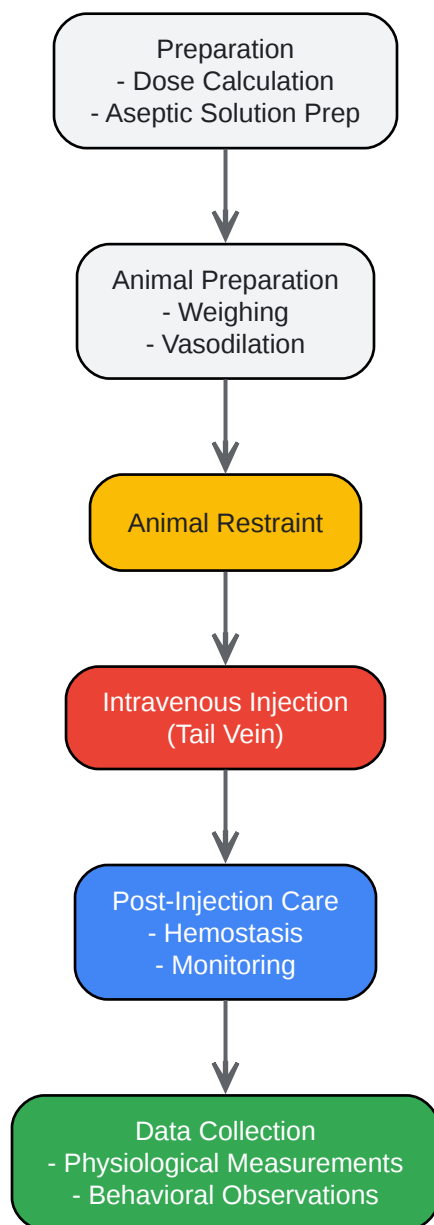 Preparation
- Dose Calculation
- Aseptic Solution Prep
Animal Preparation
- Weighing
- Vasodilation
Animal Restraint
Intravenous Injection
(Tail Vein)
Post-Injection Care
- Hemostasis
- Monitoring
Data Collection
- Physiological Measurements
- Behavioral Observations